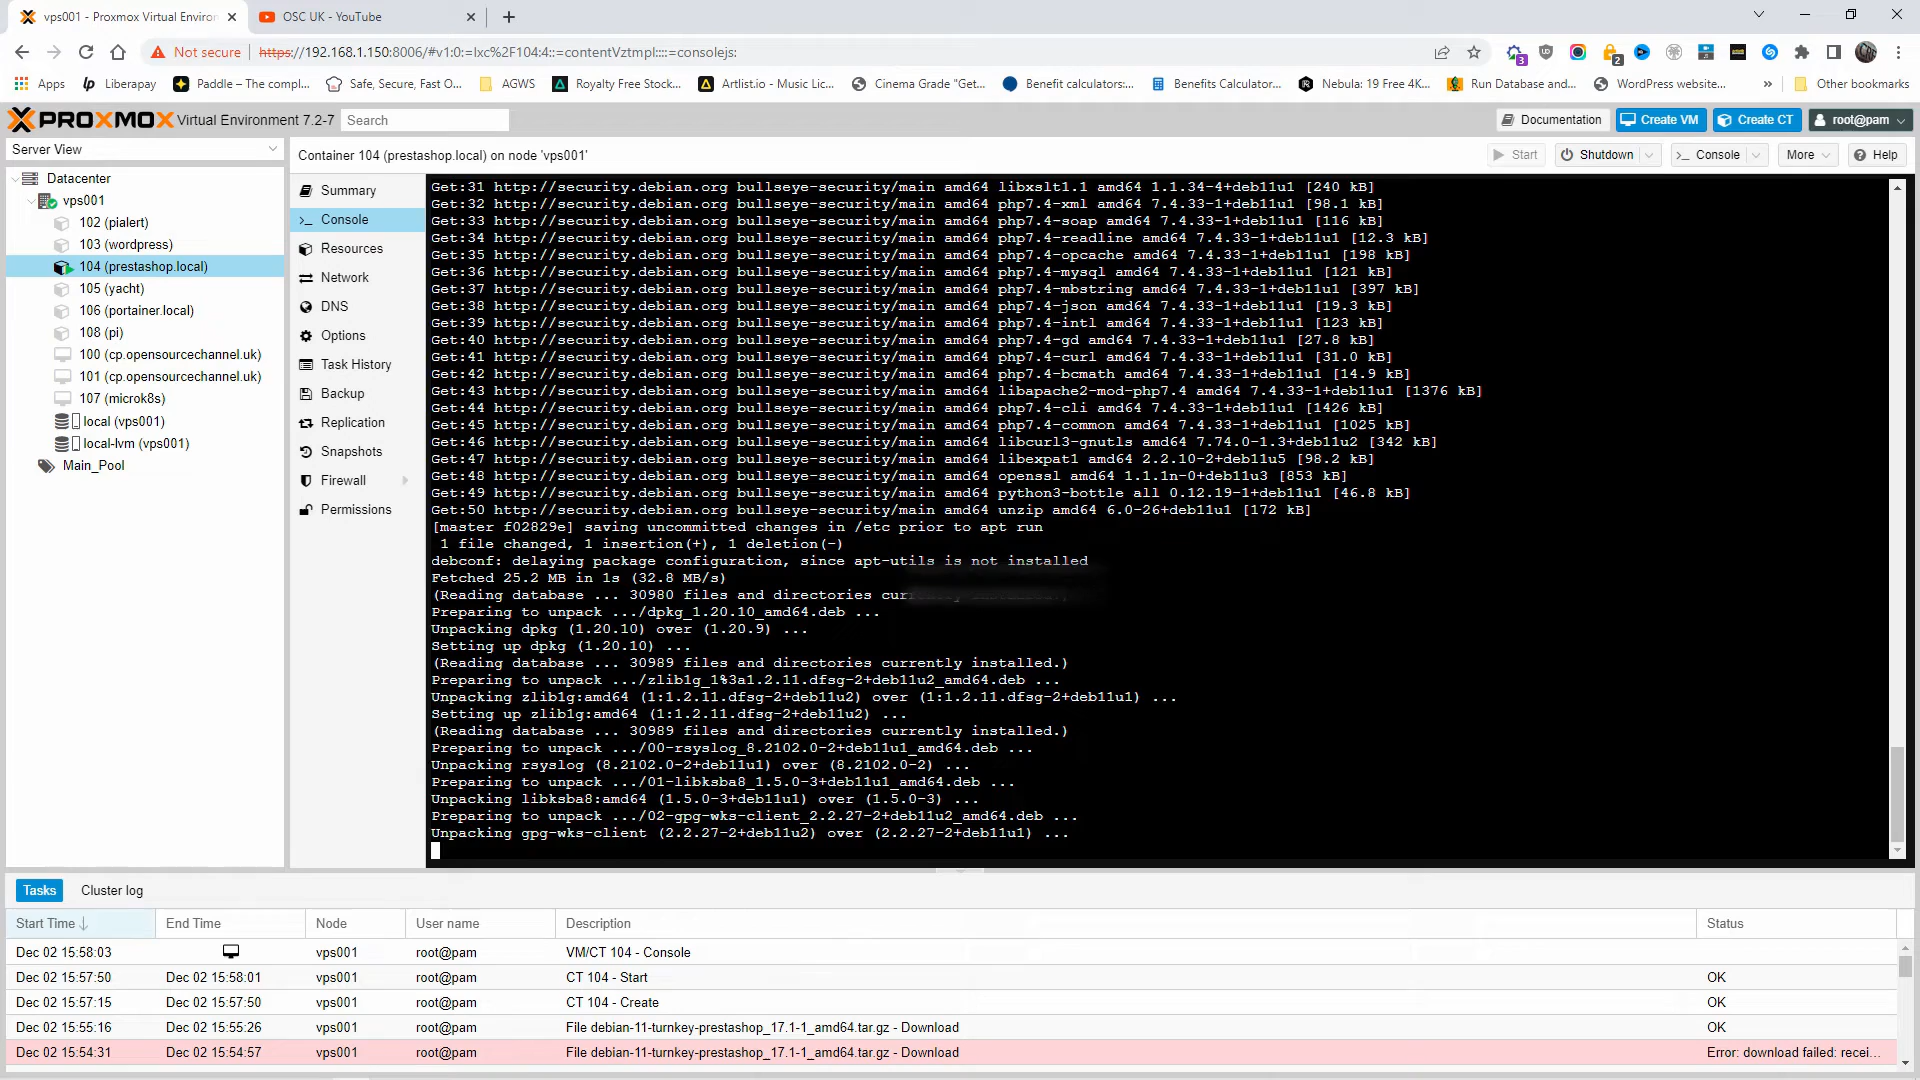 vps001 - Proxmox Virtual Environ
OSC UK - YouTube
Not secure https://192.168.1.150:8006/#v1:0:=lxc%2F104:4::=contentVztmpl::::=consolejs:
3
2
Apps
Liberapay
Paddle – The compl...
Safe, Secure, Fast O...
AGWS
Royalty Free Stock...
Artlist.io - Music Lic...
Cinema Grade "Get...
Benefit calculators:...
Benefits Calculator...
Nebula: 19 Free 4K...
Run Database and...
WordPress website...
»
Other bookmarks
PROXMOX Virtual Environment 7.2-7
Search
Documentation
Create VM
Create CT
root@pam
Server View
Container 104 (prestashop.local) on node 'vps001'
Start
Shutdown
Console
More
Help
Datacenter
vps001
102 (pialert)
103 (wordpress)
104 (prestashop.local)
105 (yacht)
106 (portainer.local)
108 (pi)
100 (cp.opensourcechannel.uk)
101 (cp.opensourcechannel.uk)
107 (microk8s)
local (vps001)
local-lvm (vps001)
Main_Pool
Summary
Console
Resources
Network
DNS
Options
Task History
Backup
Replication
Snapshots
Firewall
Permissions
Get:31 http://security.debian.org bullseye-security/main amd64 libxslt1.1 amd64 1.1.34-4+deb11u1 [240 kB]
Get:32 http://security.debian.org bullseye-security/main amd64 php7.4-xml amd64 7.4.33-1+deb11u1 [98.1 kB]
Get:33 http://security.debian.org bullseye-security/main amd64 php7.4-soap amd64 7.4.33-1+deb11u1 [116 kB]
Get:34 http://security.debian.org bullseye-security/main amd64 php7.4-readline amd64 7.4.33-1+deb11u1 [12.3 kB]
Get:35 http://security.debian.org bullseye-security/main amd64 php7.4-opcache amd64 7.4.33-1+deb11u1 [198 kB]
Get:36 http://security.debian.org bullseye-security/main amd64 php7.4-mysql amd64 7.4.33-1+deb11u1 [121 kB]
Get:37 http://security.debian.org bullseye-security/main amd64 php7.4-mbstring amd64 7.4.33-1+deb11u1 [397 kB]
Get:38 http://security.debian.org bullseye-security/main amd64 php7.4-json amd64 7.4.33-1+deb11u1 [19.3 kB]
Get:39 http://security.debian.org bullseye-security/main amd64 php7.4-intl amd64 7.4.33-1+deb11u1 [123 kB]
Get:40 http://security.debian.org bullseye-security/main amd64 php7.4-gd amd64 7.4.33-1+deb11u1 [27.8 kB]
Get:41 http://security.debian.org bullseye-security/main amd64 php7.4-curl amd64 7.4.33-1+deb11u1 [31.0 kB]
Get:42 http://security.debian.org bullseye-security/main amd64 php7.4-bcmath amd64 7.4.33-1+deb11u1 [14.9 kB]
Get:43 http://security.debian.org bullseye-security/main amd64 libapache2-mod-php7.4 amd64 7.4.33-1+deb11u1 [1376 kB]
Get:44 http://security.debian.org bullseye-security/main amd64 php7.4-cli amd64 7.4.33-1+deb11u1 [1426 kB]
Get:45 http://security.debian.org bullseye-security/main amd64 php7.4-common amd64 7.4.33-1+deb11u1 [1025 kB]
Get:46 http://security.debian.org bullseye-security/main amd64 libcurl3-gnutls amd64 7.74.0-1.3+deb11u2 [342 kB]
Get:47 http://security.debian.org bullseye-security/main amd64 libexpat1 amd64 2.2.10-2+deb11u5 [98.2 kB]
Get:48 http://security.debian.org bullseye-security/main amd64 openssl amd64 1.1.1n-0+deb11u3 [853 kB]
Get:49 http://security.debian.org bullseye-security/main amd64 python3-bottle all 0.12.19-1+deb11u1 [46.8 kB]
Get:50 http://security.debian.org bullseye-security/main amd64 unzip amd64 6.0-26+deb11u1 [172 kB]
[master f02829e] saving uncommitted changes in /etc prior to apt run
1 file changed, 1 insertion(+), 1 deletion(-)
debconf: delaying package configuration, since apt-utils is not installed
Fetched 25.2 MB in 1s (32.8 MB/s)
(Reading database ... 30980 files and directories
Preparing to unpack .../dpkg_1.20.10_amd64.deb ...
Unpacking dpkg (1.20.10) over (1.20.9) ...
Setting up dpkg (1.20.10) ...
(Reading database ... 30989 files and directories currently installed.)
Preparing to unpack .../zlib1g_1%3a1.2.11.dfsg-2+deb11u2_amd64.deb ...
Unpacking zlib1g:amd64 (1:1.2.11.dfsg-2+deb11u2) over (1:1.2.11.dfsg-2+deb11u1) ...
Setting up zlib1g:amd64 (1:1.2.11.dfsg-2+deb11u2) ...
(Reading database ... 30989 files and directories currently installed.)
Preparing to unpack .../00-rsyslog_8.2102.0-2+deb11u1_amd64.deb ...
Unpacking rsyslog (8.2102.0-2+deb11u1) over (8.2102.0-2) ...
Preparing to unpack .../01-libksba8_1.5.0-3+deb11u1_amd64.deb ...
Unpacking libksba8:amd64 (1.5.0-3+deb11u1) over (1.5.0-3) ...
Preparing to unpack .../02-gpg-wks-client_2.2.27-2+deb11u2_amd64.deb ...
Unpacking gpg-wks-client (2.2.27-2+deb11u2) over (2.2.27-2+deb11u1) ...
Tasks Cluster log
Start Time End Time Node User name Description Status
Dec 02 15:58:03 vps001 root@pam VM/CT 104 - Console
Dec 02 15:57:50 Dec 02 15:58:01 vps001 root@pam CT 104 - Start OK
Dec 02 15:57:15 Dec 02 15:57:50 vps001 root@pam CT 104 - Create OK
Dec 02 15:55:16 Dec 02 15:55:26 vps001 root@pam File debian-11-turnkey-prestashop_17.1-1_amd64.tar.gz - Download OK
Dec 02 15:54:31 Dec 02 15:54:57 vps001 root@pam File debian-11-turnkey-prestashop_17.1-1_amd64.tar.gz - Download Error: download failed: recei...